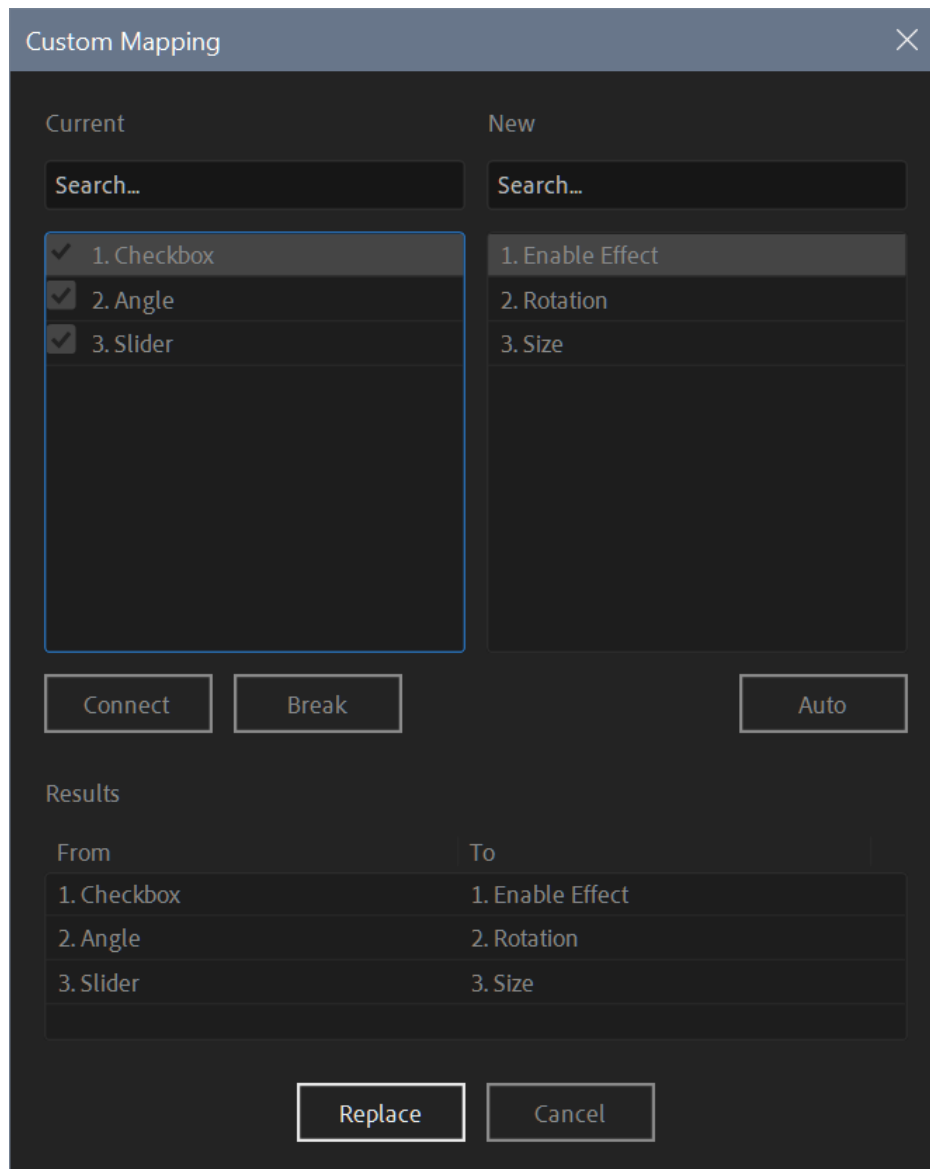 Custom Mapping
Current New
Search... Search...
1. Checkbox 1. Enable Effect
2. Angle 2. Rotation
3. Slider 3. Size
Connect Break Auto
Results
From To
1. Checkbox 1. Enable Effect
2. Angle 2. Rotation
3. Slider 3. Size
Replace Cancel